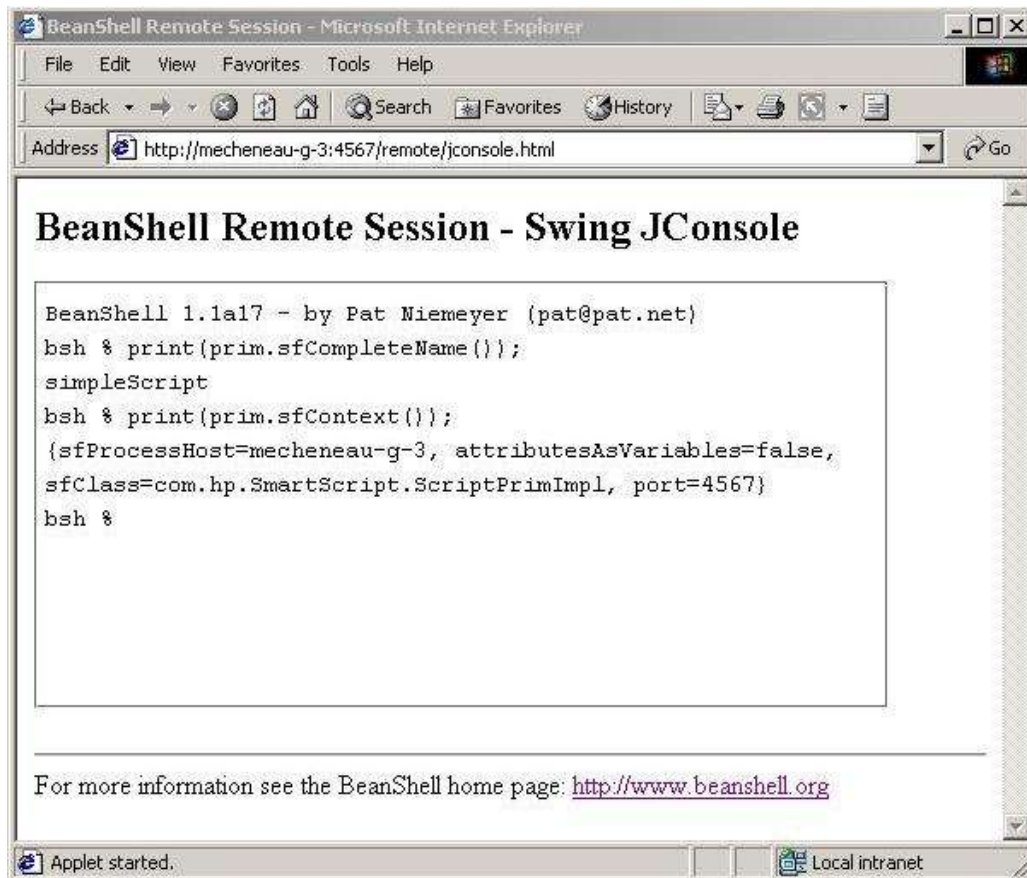 BeanShell Remote Session - Microsoft Internet Explorer
File Edit View Favorites Tools Help
Back Search Favorites History
Address http://mecheneau-g-3:4567/remote/jconsole.html Go
BeanShell Remote Session - Swing JConsole
BeanShell 1.1a17 - by Pat Niemeyer (pat@pat.net)
bsh % print(prim.sfCompleteName());
simpleScript
bsh % print(prim.sfContext());
{sfProcessHost=mecheneau-g-3, attributesAsVariables=false,
sfClass=com.hp.SmartScript.ScriptPrimImpl, port=4567}
bsh %
For more information see the BeanShell home page: http://www.beanshell.org
Applet started. Local intranet